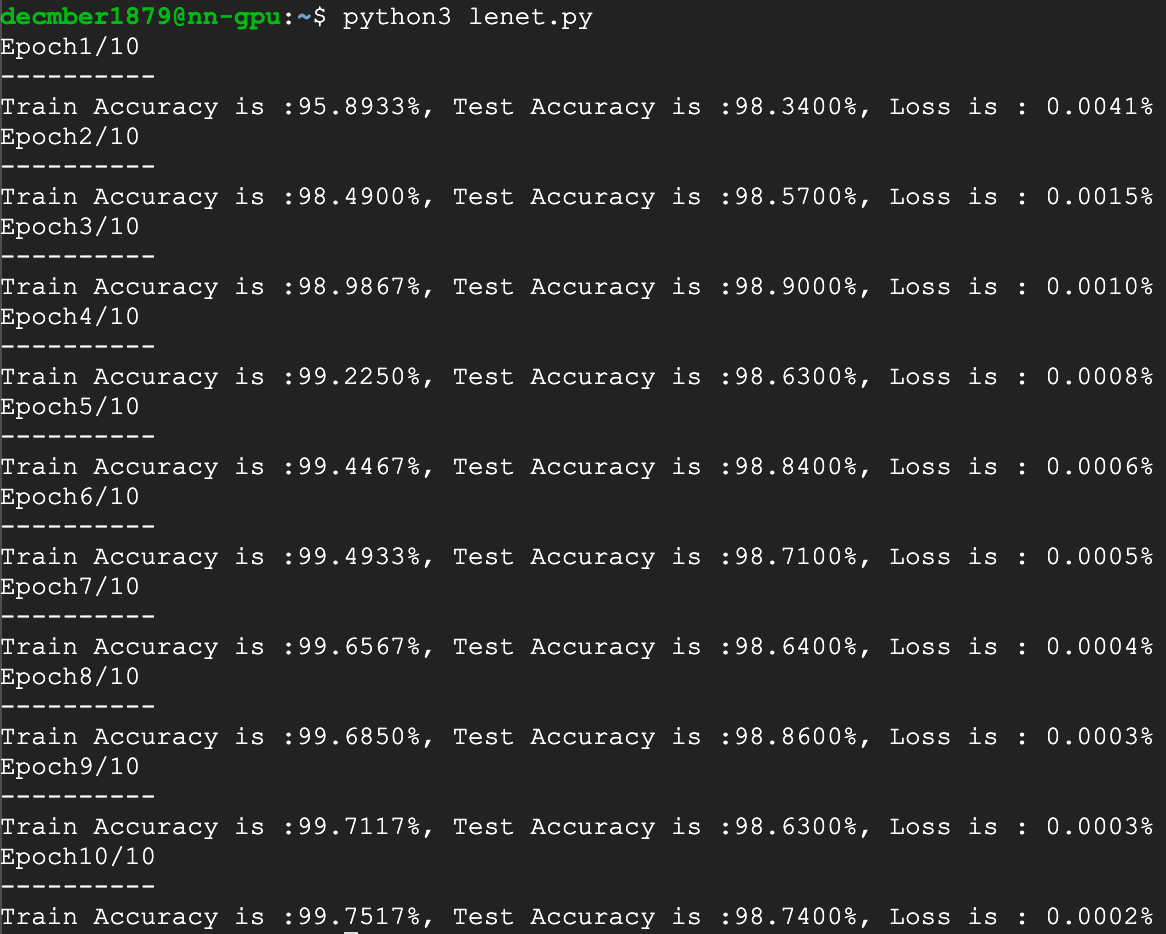 decmber1879@nn-gpu:~$ python3 lenet.py
Epoch1/10
----------
Train Accuracy is :95.8933%, Test Accuracy is :98.3400%, Loss is : 0.0041%
Epoch2/10
----------
Train Accuracy is :98.4900%, Test Accuracy is :98.5700%, Loss is : 0.0015%
Epoch3/10
----------
Train Accuracy is :98.9867%, Test Accuracy is :98.9000%, Loss is : 0.0010%
Epoch4/10
----------
Train Accuracy is :99.2250%, Test Accuracy is :98.6300%, Loss is : 0.0008%
Epoch5/10
----------
Train Accuracy is :99.4467%, Test Accuracy is :98.8400%, Loss is : 0.0006%
Epoch6/10
----------
Train Accuracy is :99.4933%, Test Accuracy is :98.7100%, Loss is : 0.0005%
Epoch7/10
----------
Train Accuracy is :99.6567%, Test Accuracy is :98.6400%, Loss is : 0.0004%
Epoch8/10
----------
Train Accuracy is :99.6850%, Test Accuracy is :98.8600%, Loss is : 0.0003%
Epoch9/10
----------
Train Accuracy is :99.7117%, Test Accuracy is :98.6300%, Loss is : 0.0003%
Epoch10/10
----------
Train Accuracy is :99.7517%, Test Accuracy is :98.7400%, Loss is : 0.0002%